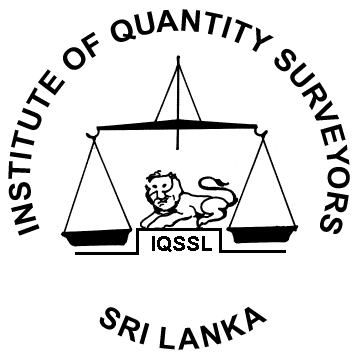 INSTITUTE OF QUANTITY SURVEYORS
IQSSL
SRI LANKA